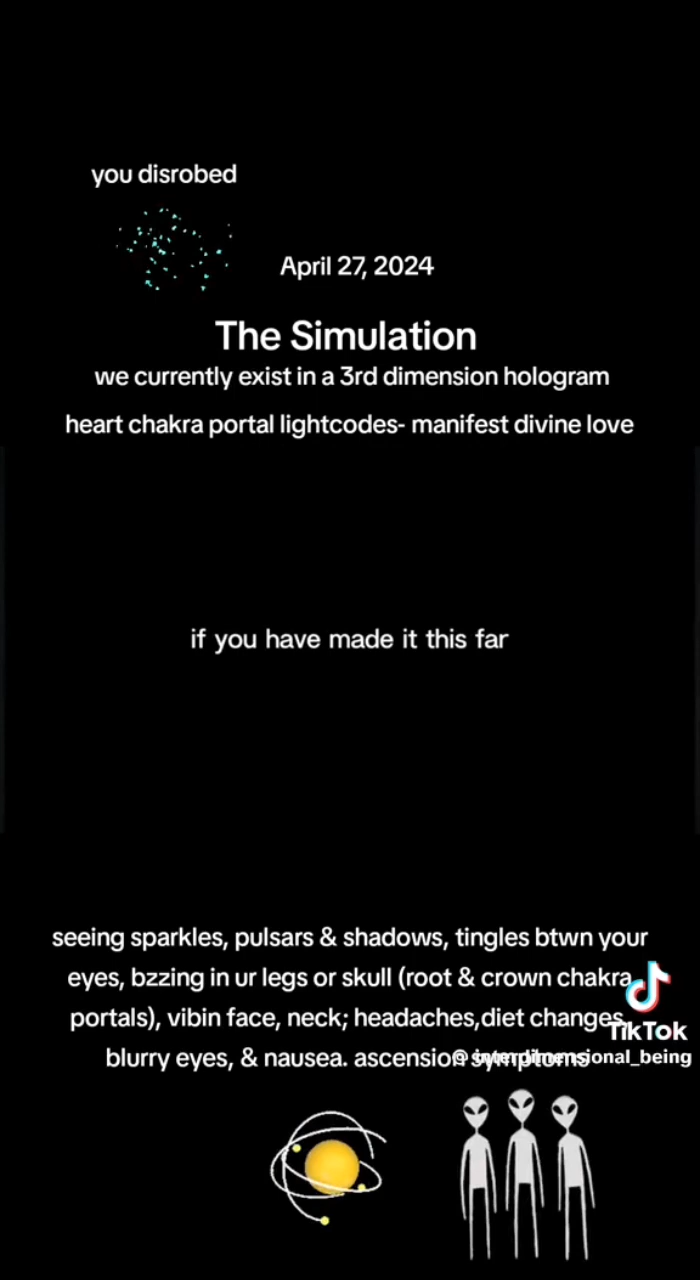 you disrobed
April 27, 2024
The Simulation
we currently exist in a 3rd dimension hologram
heart chakra portal lightcodes- manifest divine love
if you have made it this far
seeing sparkles, pulsars & shadows, tingles btwn your
eyes, bzzing in ur legs or skull (root & crown chakra
portals), vibin face, neck; headaches,diet changes,
blurry eyes, & nausea. ascension symptoms
TikTok
@interdimensional_being